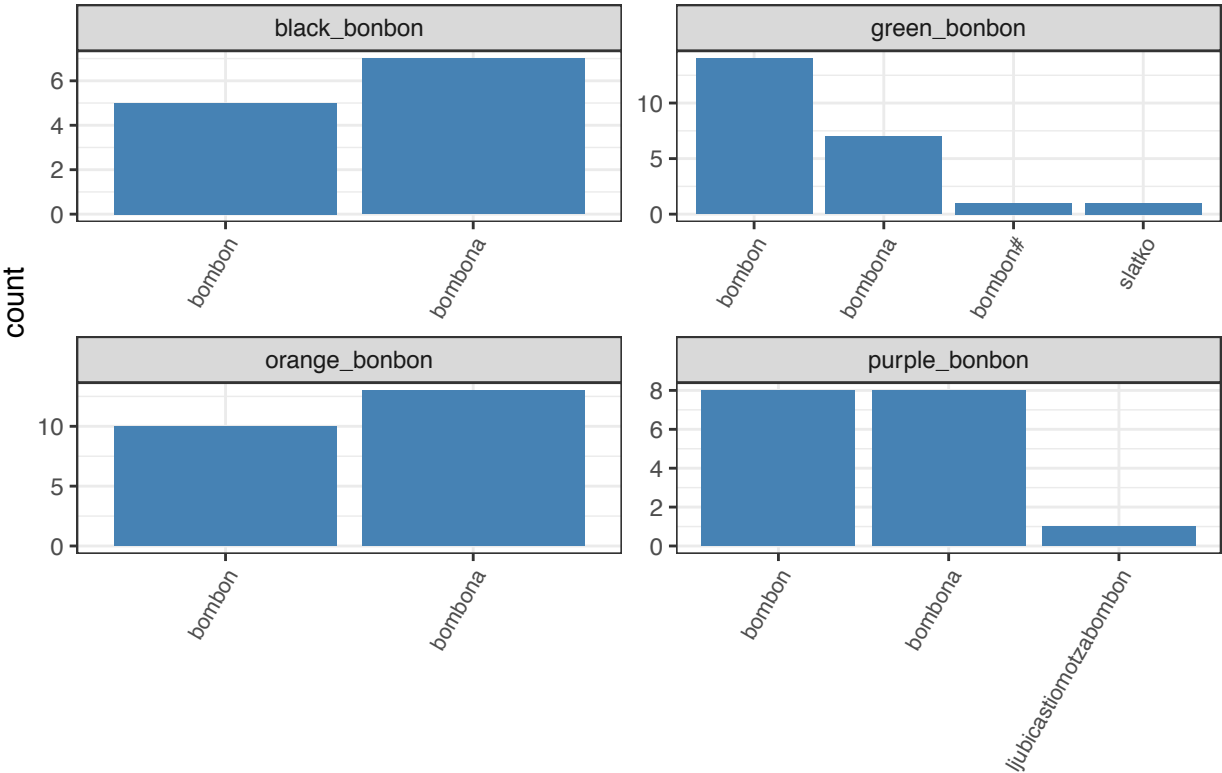 black_bonbon
green_bonbon
6
4
2
0
10
5
0
bombon
bombona
bombon
bombona
bombon#
slatko
count
orange_bonbon
purple_bonbon
10
5
0
8
6
4
2
0
bombon
bombona
bombon
bombona
ljubicastiomotzabombon